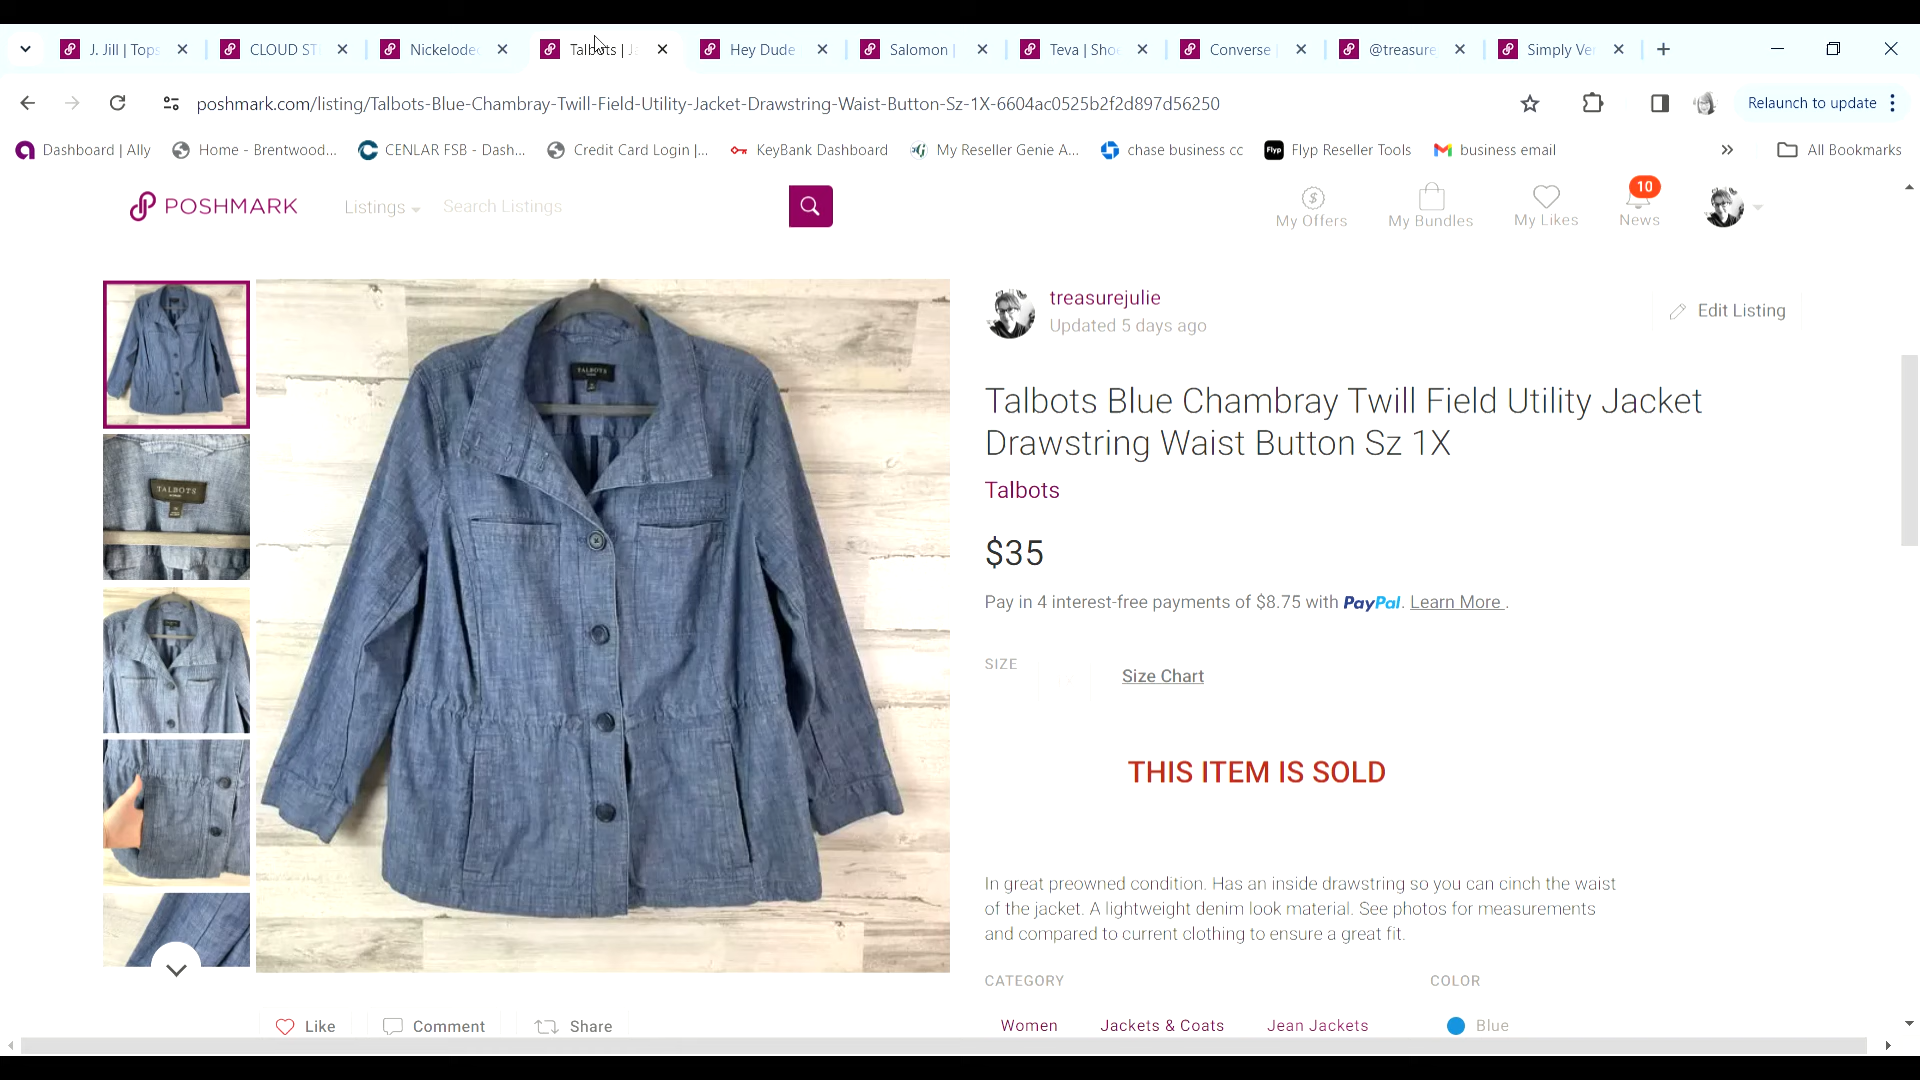 J. Jill | Tops
CLOUD ST
Nickelodeo
Talbots | Ja
Hey Dude
Salomon |
Teva | Shoe
Converse |
@treasure
Simply Ve
poshmark.com/listing/Talbots-Blue-Chambray-Twill-Field-Utility-Jacket-Drawstring-Waist-Button-Sz-1X-6604ac0525b2f2d897d56250
Relaunch to update
Dashboard | Ally
Home - Brentwood...
CENLAR FSB - Dash...
Credit Card Login |...
KeyBank Dashboard
My Reseller Genie A...
chase business cc
Flyp Flyp Reseller Tools
business email
All Bookmarks
POSHMARK
Listings
Search Listings
My Offers
My Bundles
My Likes
10
News
treasurejulie
Updated 5 days ago
Edit Listing
Talbots Blue Chambray Twill Field Utility Jacket
Drawstring Waist Button Sz 1X
Talbots
$35
Pay in 4 interest-free payments of $8.75 with PayPal. Learn More .
SIZE
Size Chart
THIS ITEM IS SOLD
In great preowned condition. Has an inside drawstring so you can cinch the waist
of the jacket. A lightweight denim look material. See photos for measurements
and compared to current clothing to ensure a great fit.
CATEGORY
COLOR
Women
Jackets & Coats
Jean Jackets
Blue
TALBOTS
TALBOTS
Like
Comment
Share